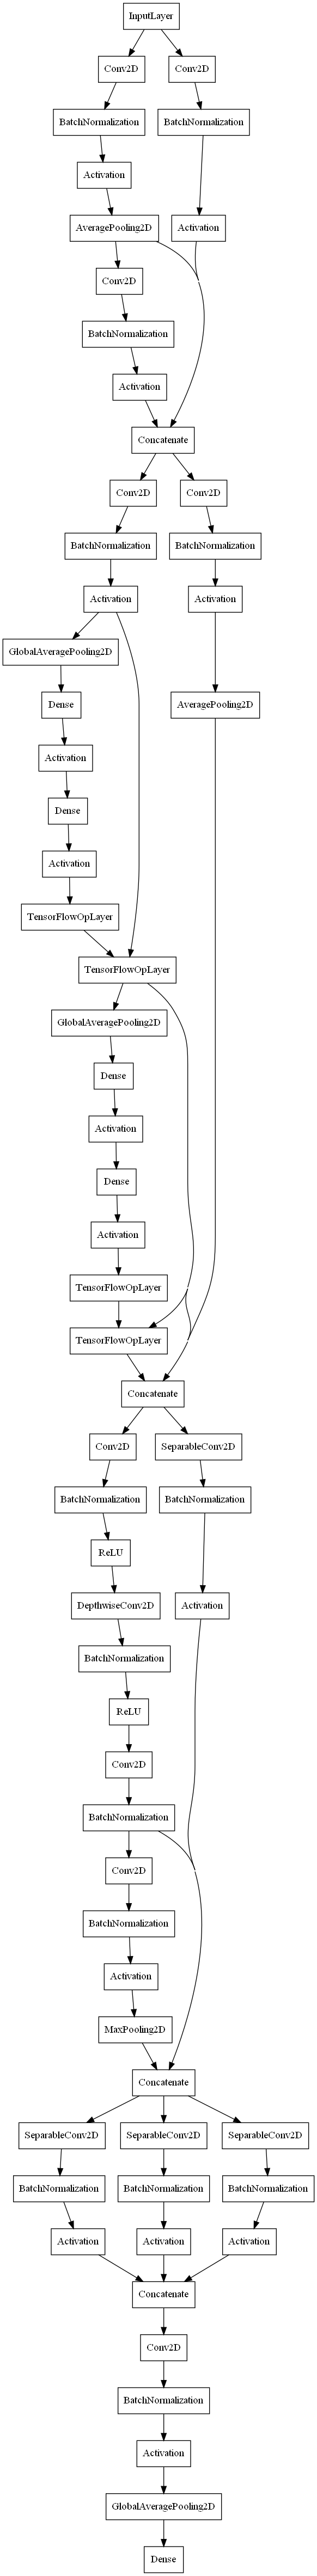 InputLayer
Conv2D
Conv2D
BatchNormalization
BatchNormalization
Activation
AveragePooling2D
Activation
Conv2D
BatchNormalization
Activation
Concatenate
Conv2D
Conv2D
BatchNormalization
BatchNormalization
Activation
Activation
GlobalAveragePooling2D
Dense
AveragePooling2D
Activation
Dense
Activation
TensorFlowOpLayer
TensorFlowOpLayer
GlobalAveragePooling2D
Dense
Activation
Dense
Activation
TensorFlowOpLayer
TensorFlowOpLayer
Concatenate
Conv2D
SeparableConv2D
BatchNormalization
BatchNormalization
ReLU
DepthwiseConv2D
Activation
BatchNormalization
ReLU
Conv2D
BatchNormalization
Conv2D
BatchNormalization
Activation
MaxPooling2D
Concatenate
SeparableConv2D
SeparableConv2D
SeparableConv2D
BatchNormalization
BatchNormalization
BatchNormalization
Activation
Activation
Activation
Concatenate
Conv2D
BatchNormalization
Activation
GlobalAveragePooling2D
Dense